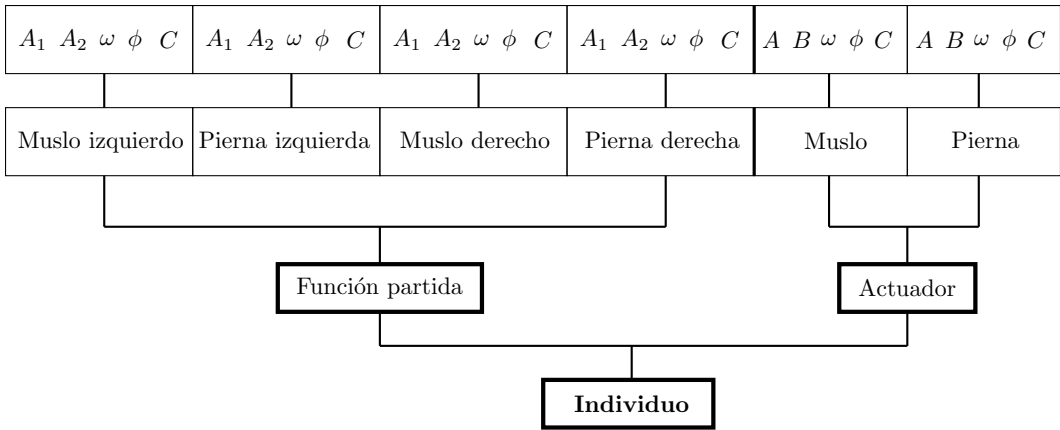 A₁ A₂ ω ϕ C A₁ A₂ ω ϕ C A₁ A₂ ω ϕ C A₁ A₂ ω ϕ C A B ω ϕ C A B ω ϕ C
Muslo izquierdo Pierna izquierda Muslo derecho Pierna derecha Muslo Pierna
Función partida Actuador
Individuo